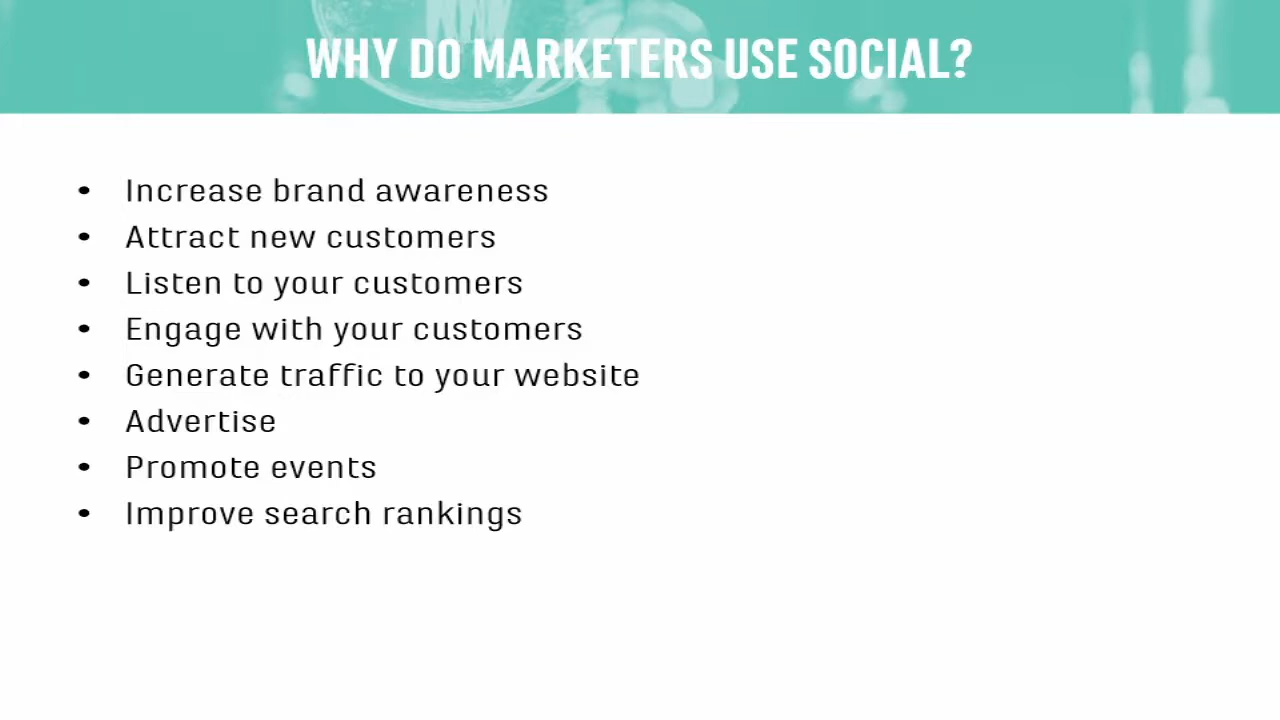 WHY DO MARKETERS USE SOCIAL?
• Increase brand awareness
• Attract new customers
• Listen to your customers
• Engage with your customers
• Generate traffic to your website
• Advertise
• Promote events
• Improve search rankings